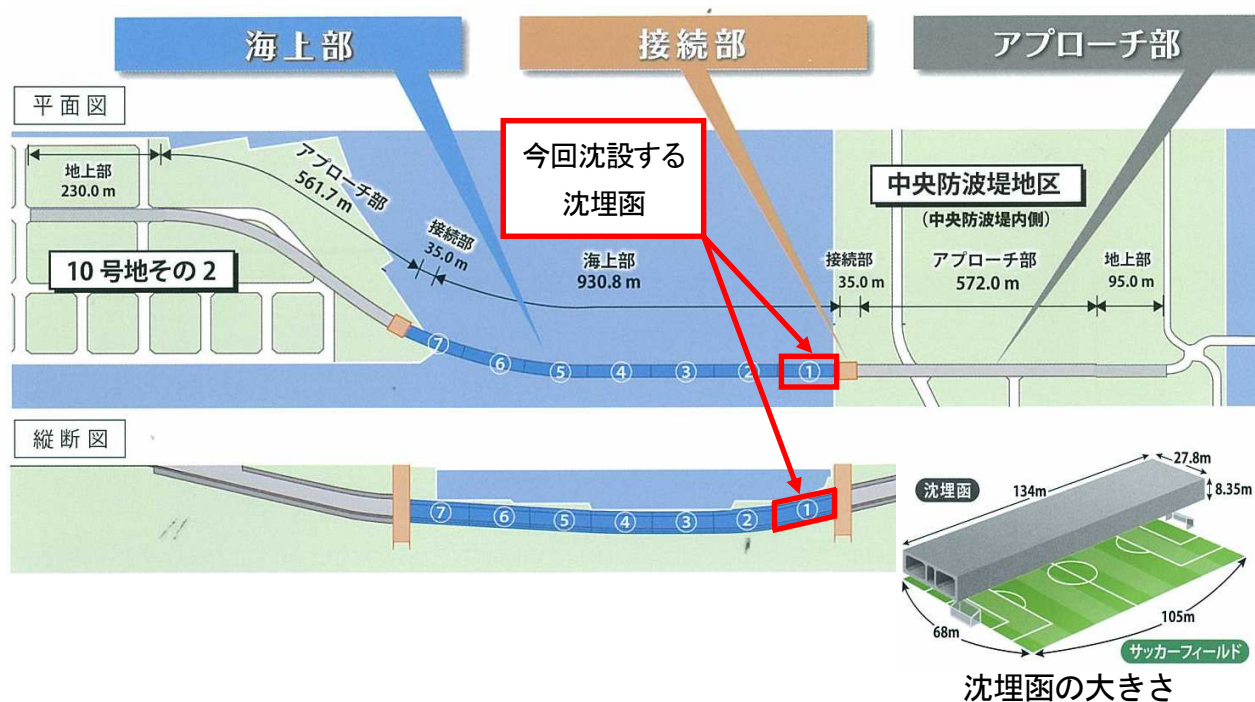 海上部
接続部
アプローチ部
平面図
今回沈設する
沈埋函
地上部
230.0 m
アプローチ部
561.7 m
接続部
35.0 m
海上部
930.8 m
中央防波堤地区
(中央防波堤内側)
接続部
35.0 m
アプローチ部
572.0 m
地上部
95.0 m
10 号地その 2
⑦
⑥
⑤
④
③
②
①
縦断図
⑦
⑥
⑤
④
③
②
①
沈埋函
134m
27.8m
8.35m
68m
105m
サッカーフィールド
沈埋函の大きさ